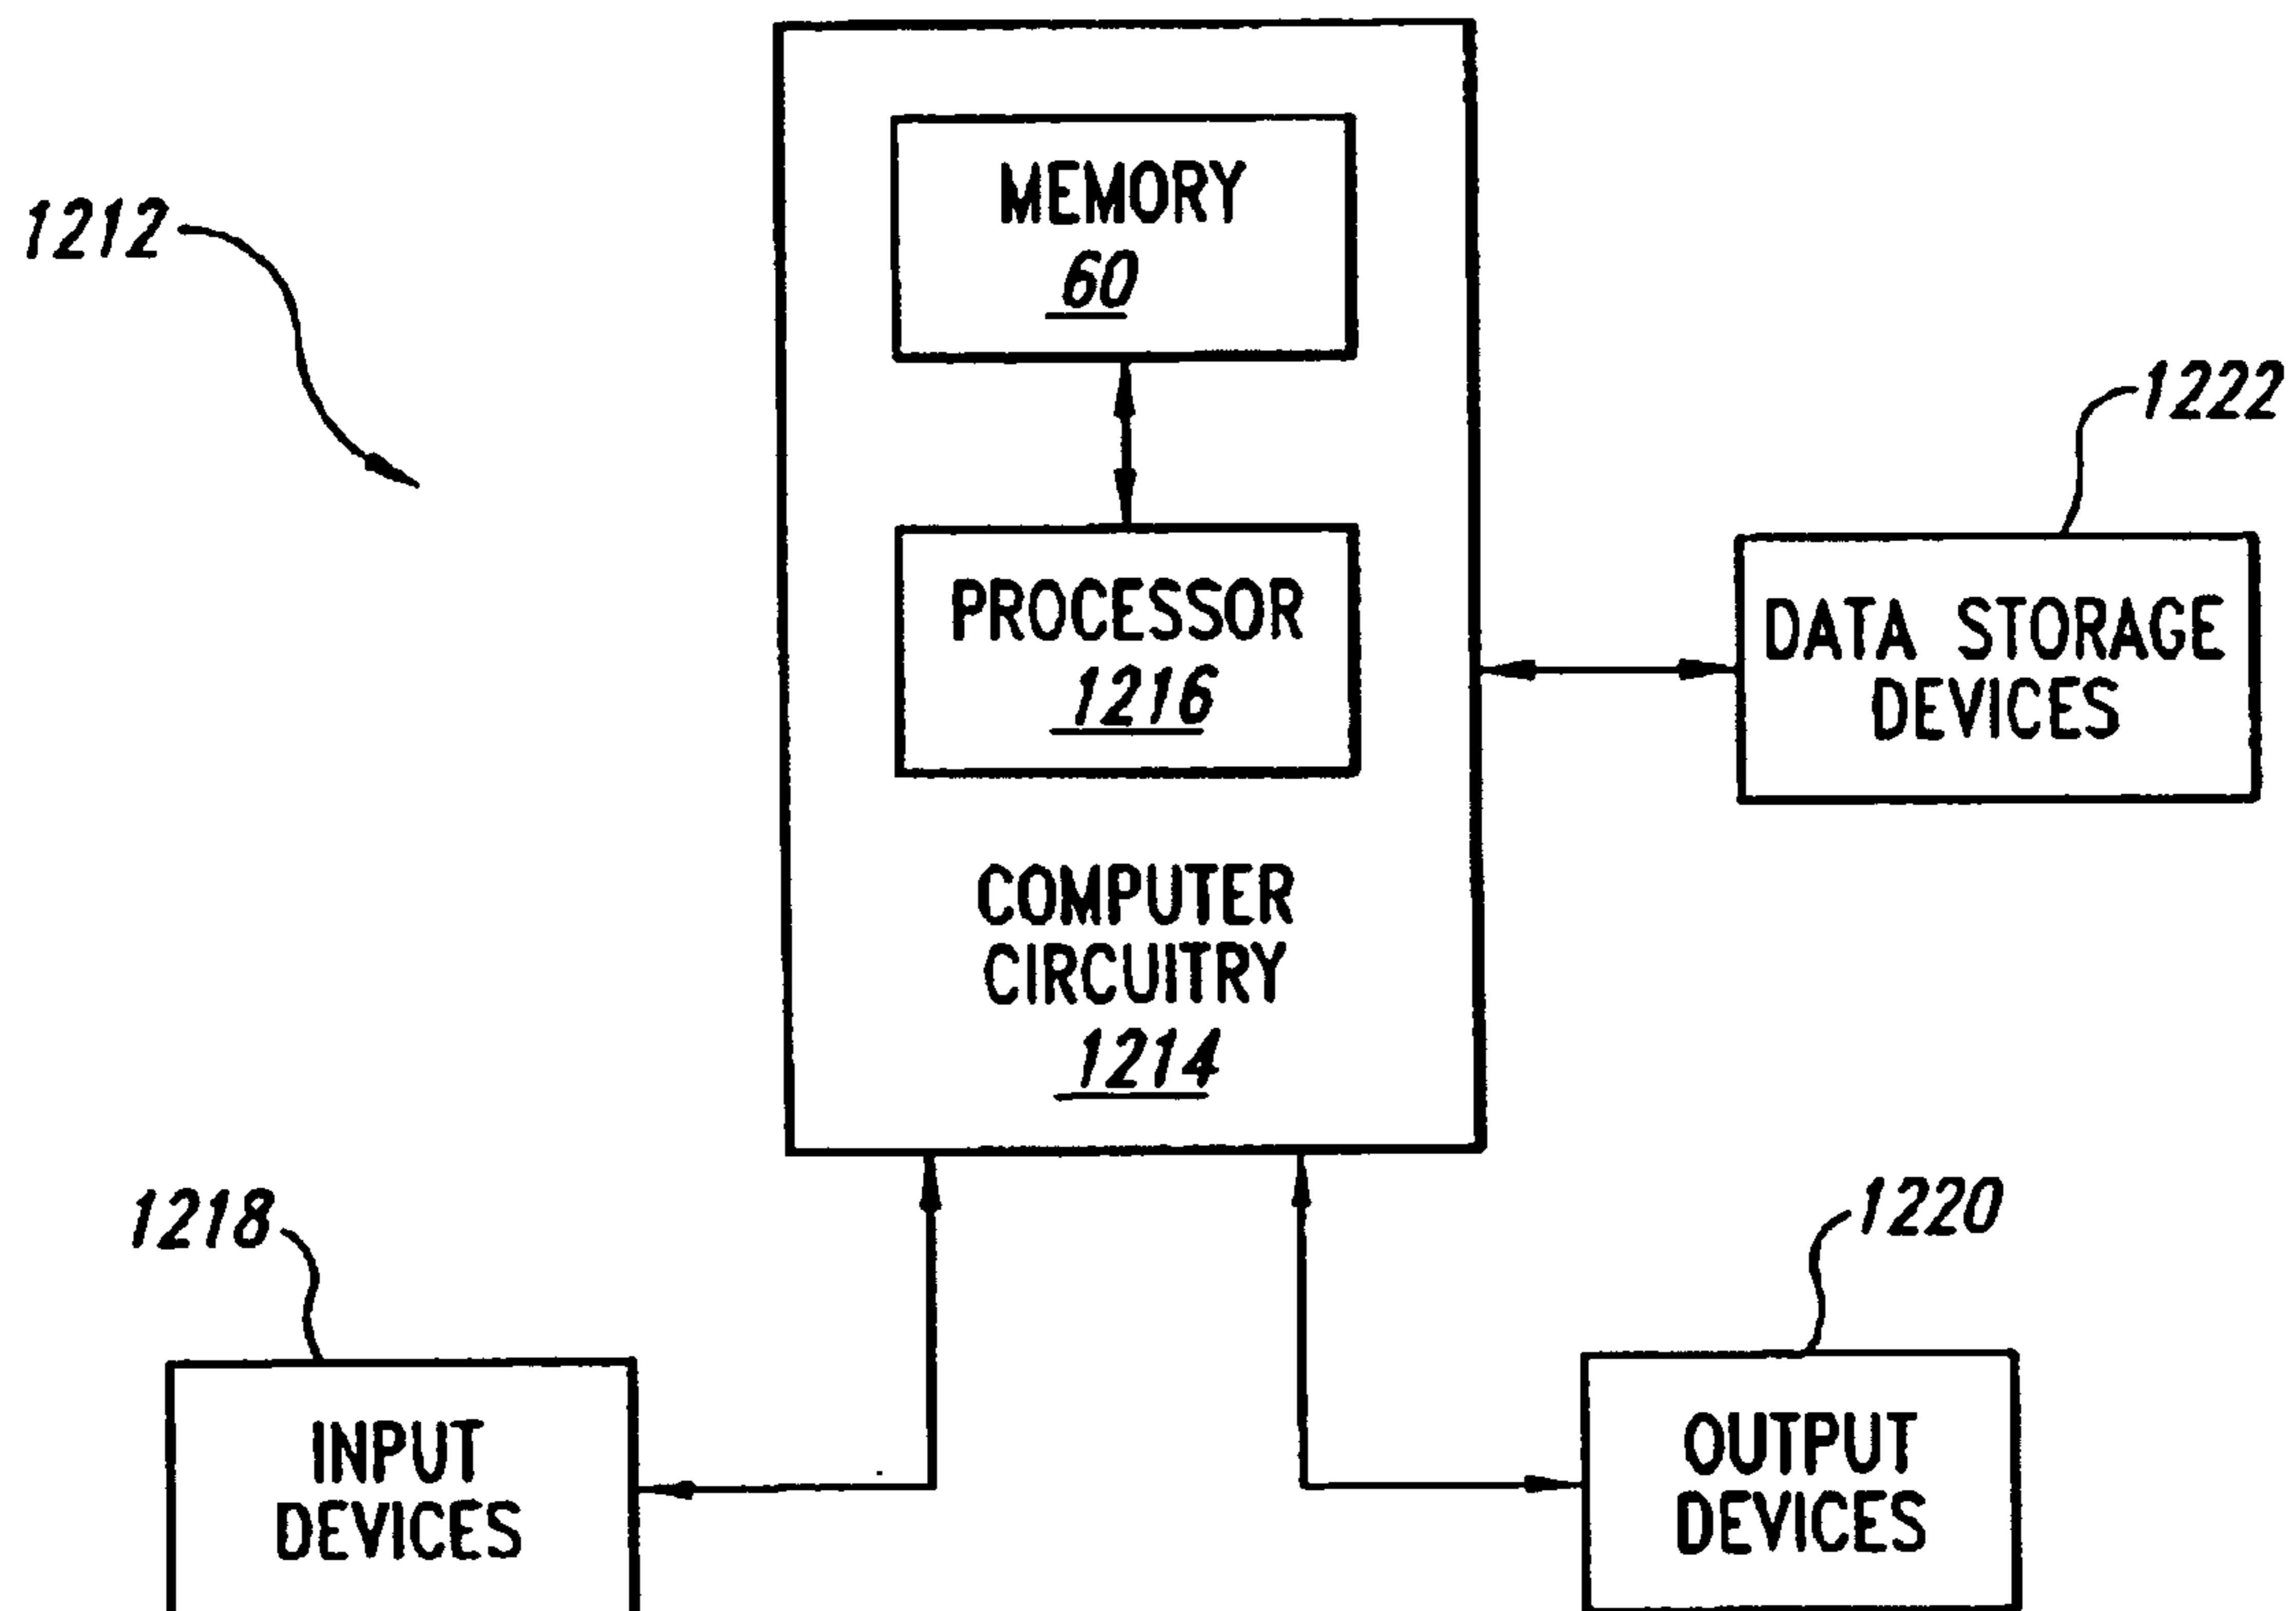 MEMORY
60
1212
1222
PROCESSOR
1216
DATA STORAGE
DEVICES
COMPUTER
CIRCUITRY
1214
1218
1220
INPUT
DEVICES
OUTPUT
DEVICES